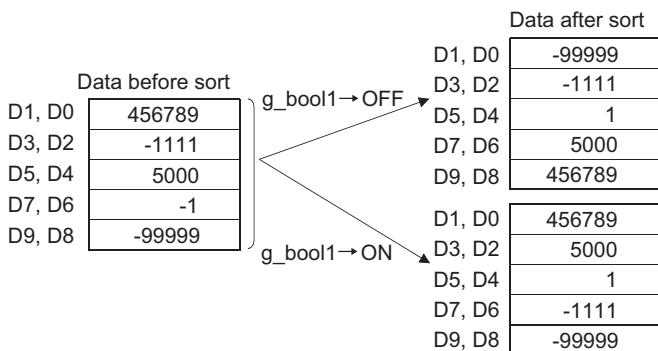 Data after sort
D1, D0 -99999
D3, D2 -1111
D5, D4 1
D7, D6 5000
D9, D8 456789
Data before sort
D1, D0 456789
D3, D2 -1111
D5, D4 5000
D7, D6 -1
D9, D8 -99999
g_bool1→OFF
g_bool1→ON
D1, D0 456789
D3, D2 5000
D5, D4 1
D7, D6 -1111
D9, D8 -99999